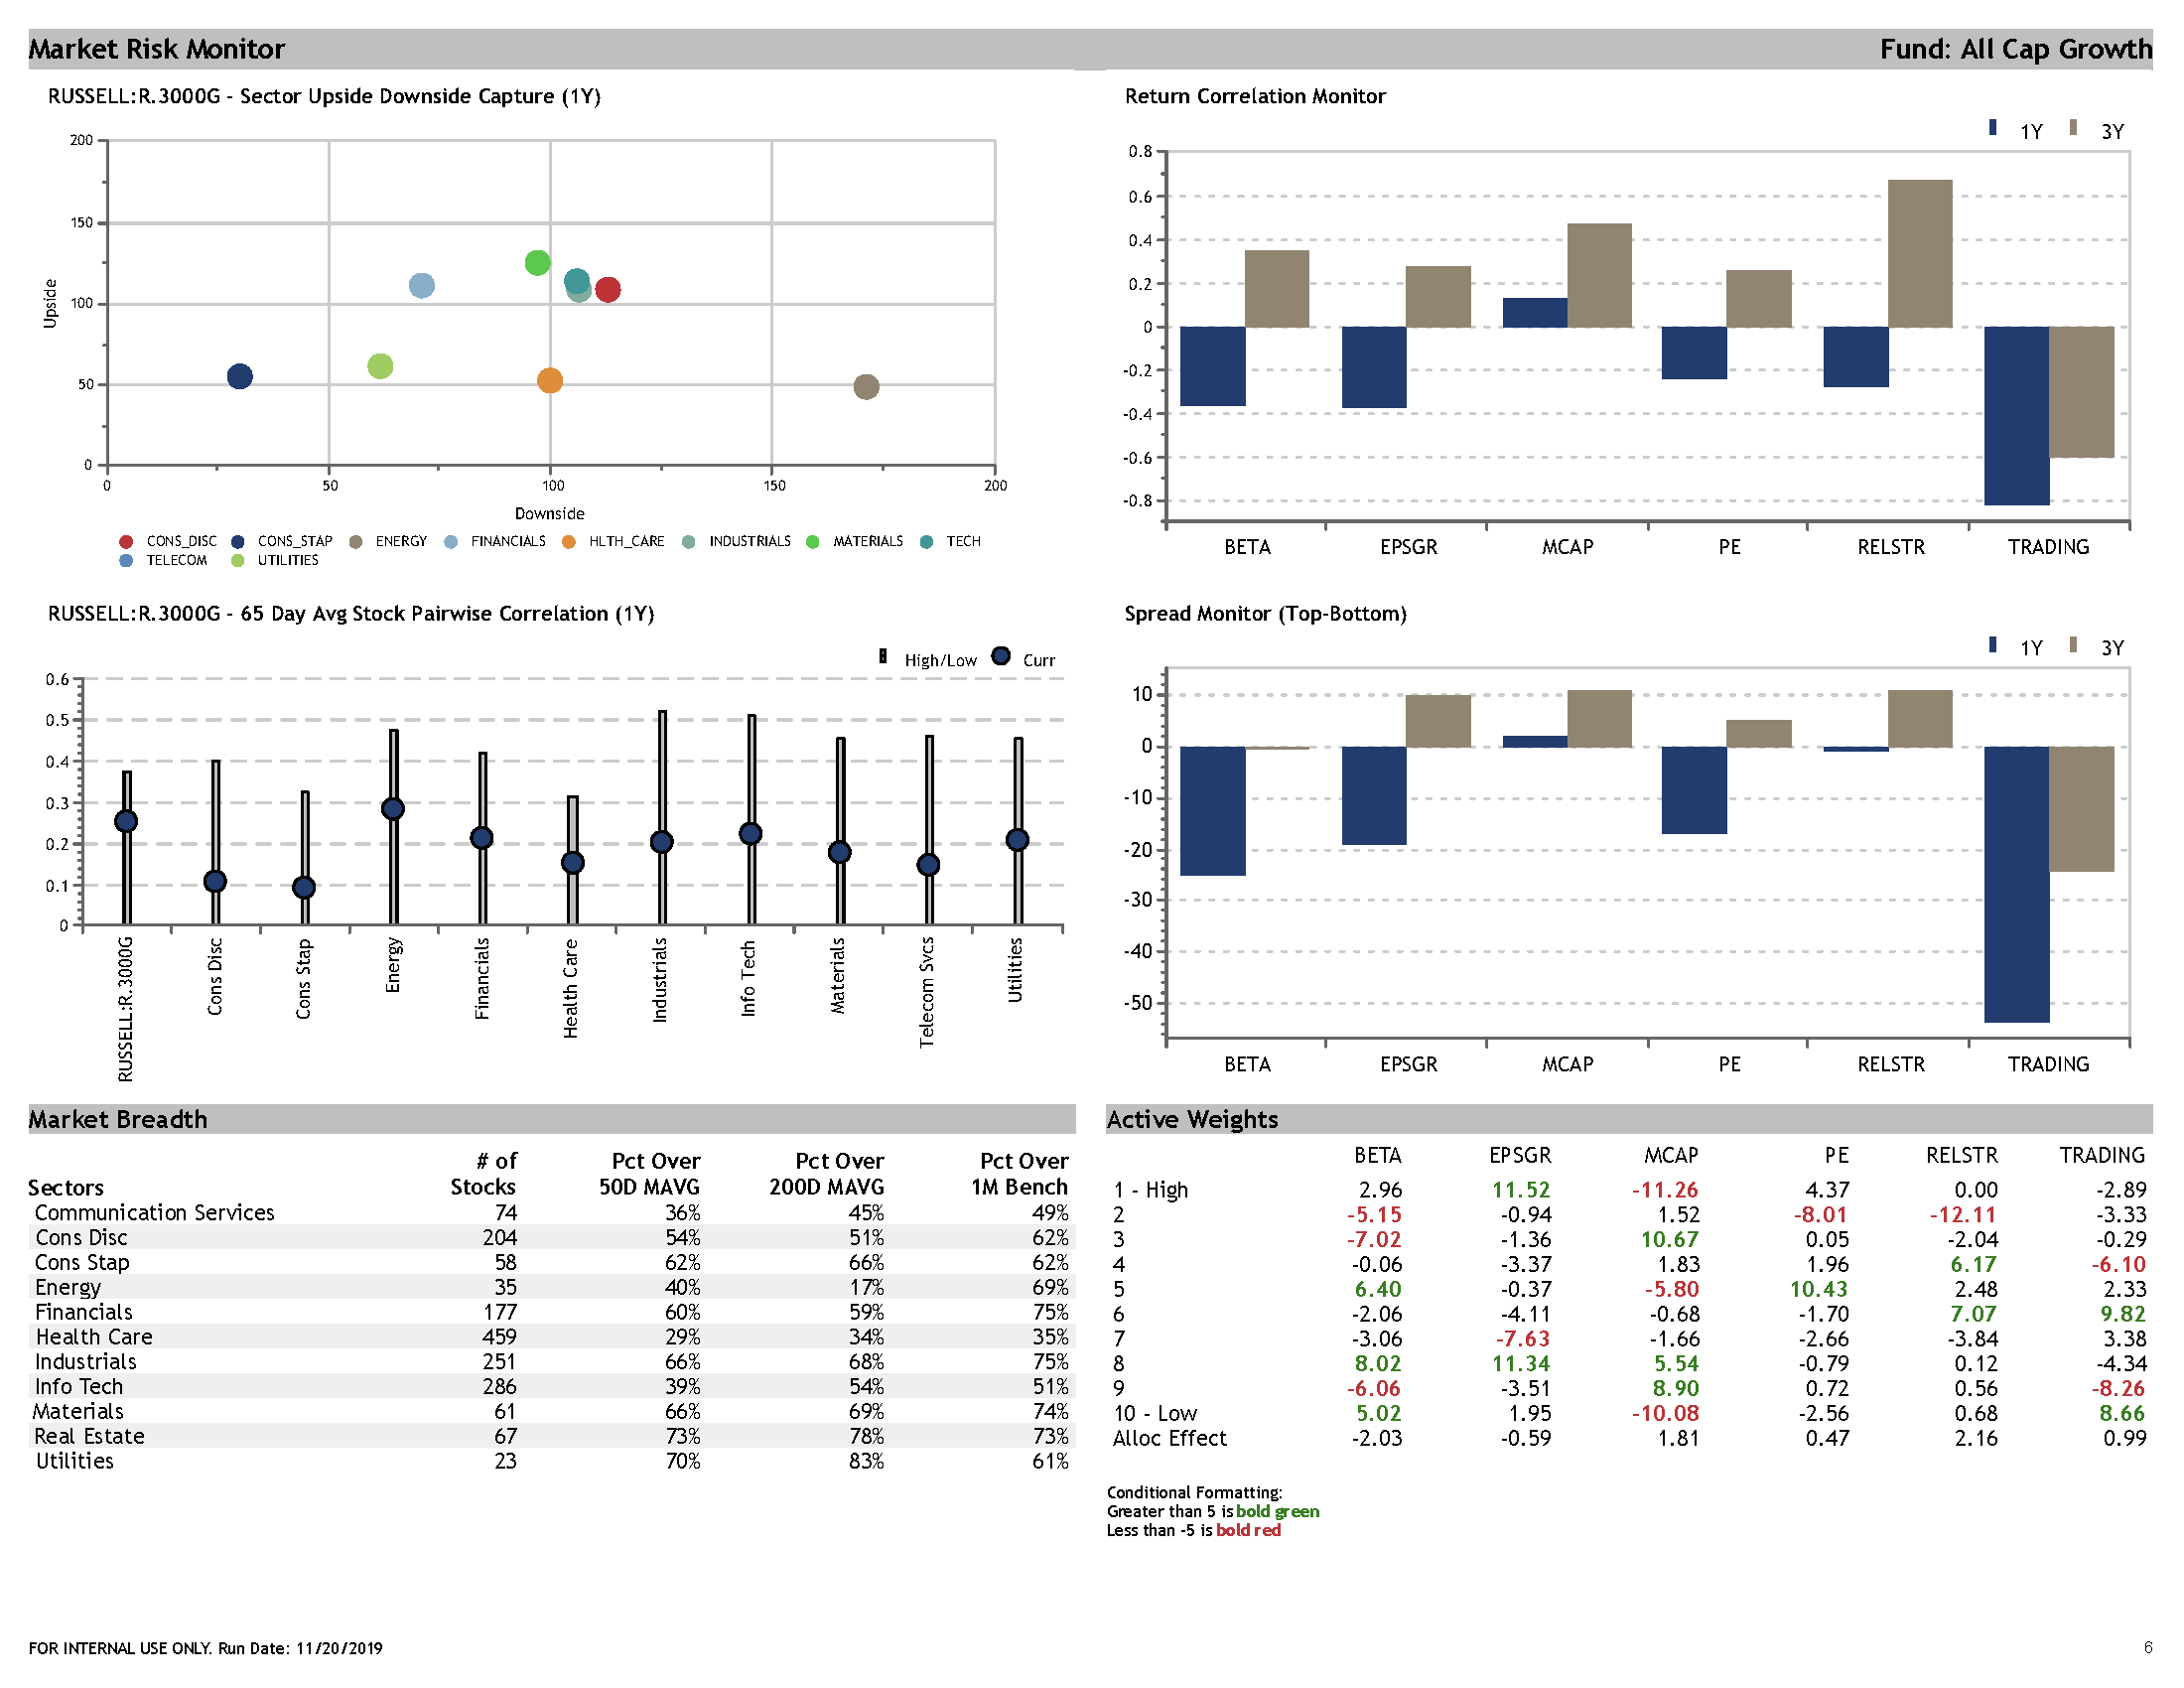 Market Risk Monitor Fund: All Cap Growth
RUSSELL:R.3000G - Sector Upside Downside Capture (1Y)
200
150
100
50
0
Upside
0 50 100 150 200
Downside
CONS_DISC CONS_STAP ENERGY FINANCIALS HLTH_CARE INDUSTRIALS MATERIALS TECH
TELECOM UTILITIES
Return Correlation Monitor
1Y 3Y
0.8
0.6
0.4
0.2
0
-0.2
-0.4
-0.6
-0.8
BETA EPSGR MCAP PE RELSTR TRADING
RUSSELL:R.3000G - 65 Day Avg Stock Pairwise Correlation (1Y)
High/Low Curr
0.6
0.5
0.4
0.3
0.2
0.1
0
RUSSELL:R.3000G
Cons Disc
Cons Stap
Energy
Financials
Health Care
Industrials
Info Tech
Materials
Telecom Svcs
Utilities
Spread Monitor (Top-Bottom)
1Y 3Y
10
0
-10
-20
-30
-40
-50
BETA EPSGR MCAP PE RELSTR TRADING
Market Breadth
# of Pct Over Pct Over Pct Over
Sectors Stocks 50D MAVG 200D MAVG 1M Bench
Communication Services 74 36% 45% 49%
Cons Disc 204 54% 51% 62%
Cons Stap 58 62% 66% 62%
Energy 35 40% 17% 69%
Financials 177 60% 59% 75%
Health Care 459 29% 34% 35%
Industrials 251 66% 68% 75%
Info Tech 286 39% 54% 51%
Materials 61 66% 69% 74%
Real Estate 67 73% 78% 73%
Utilities 23 70% 83% 61%
Active Weights
BETA EPSGR MCAP PE RELSTR TRADING
1 - High 2.96 11.52 -11.26 4.37 0.00 -2.89
2 -5.15 -0.94 1.52 -8.01 -12.11 -3.33
3 -7.02 -1.36 10.67 0.05 -2.04 -0.29
4 -0.06 -3.37 1.83 1.96 6.17 -6.10
5 6.40 -0.37 -5.80 10.43 2.48 2.33
6 -2.06 -4.11 -0.68 -1.70 7.07 9.82
7 -3.06 -7.63 -1.66 -2.66 -3.84 3.38
8 8.02 11.34 5.54 -0.79 0.12 -4.34
9 -6.06 -3.51 8.90 0.72 0.56 -8.26
10 - Low 5.02 1.95 -10.08 -2.56 0.68 8.66
Alloc Effect -2.03 -0.59 1.81 0.47 2.16 0.99
Conditional Formatting:
Greater than 5 is bold green
Less than -5 is bold red
FOR INTERNAL USE ONLY. Run Date: 11/20/2019 6